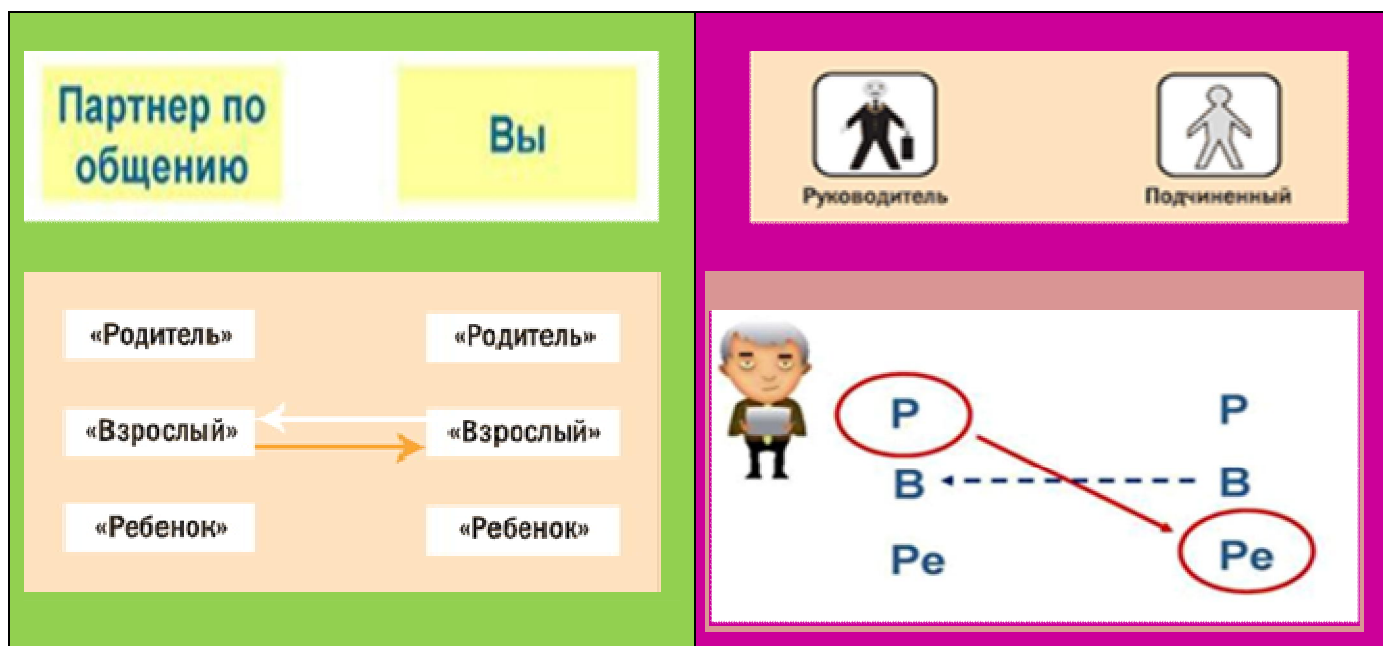 Партнер по
общению
Вы
«Родитель»
«Родитель»
«Взрослый»
«Взрослый»
«Ребенок»
«Ребенок»
Руководитель
Подчиненный
Р
Р
В
В
Ре
Ре